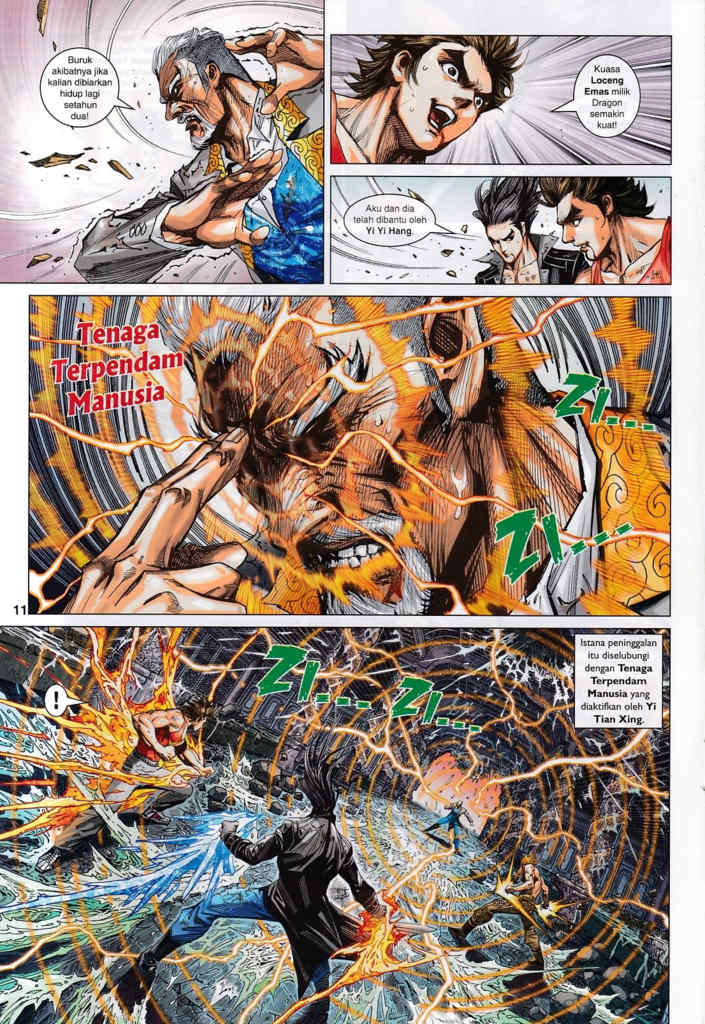 Buruk
akibatnya jika
kalian dibiarkan
hidup lagi
setahun
dua!
Kuasa
Loceng
Emas milik
Dragon
semakin
kuat!
Aku dan dia
telah dibantu oleh
Yi Yi Hang.
Tenaga
Terpendam
Manusia
ZI...
ZI...
11
Istana peninggalan
itu diselubungi
dengan Tenaga
Terpendam
Manusia yang
diaktifkan oleh Yi
Tian Xing.
!
ZI...
ZI...